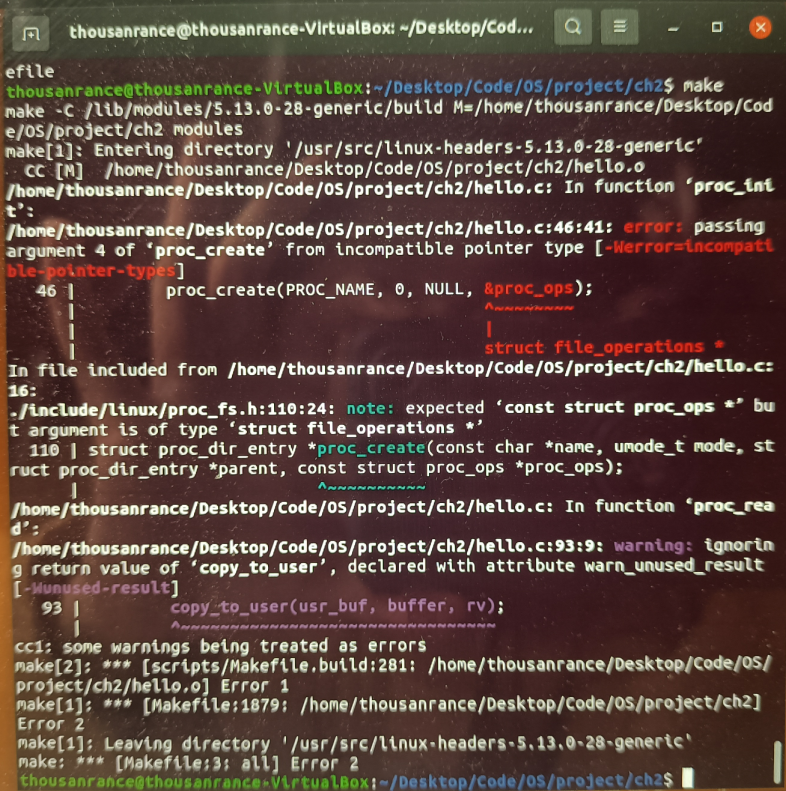 thousanrance@thousanrance-VirtualBox: ~/Desktop/Cod...
efile
thousanrance@thousanrance-VirtualBox:~/Desktop/Code/OS/project/ch2$ make
make -C /lib/modules/5.13.0-28-generic/build M=/home/thousanrance/Desktop/Cod
e/OS/project/ch2 modules
make[1]: Entering directory '/usr/src/linux-headers-5.13.0-28-generic'
  CC [M]  /home/thousanrance/Desktop/Code/OS/project/ch2/hello.o
/home/thousanrance/Desktop/Code/OS/project/ch2/hello.c: In function ‘proc_ini
t’:
/home/thousanrance/Desktop/Code/OS/project/ch2/hello.c:46:41: error: passing
argument 4 of ‘proc_create’ from incompatible pointer type [-Werror=incompati
ble-pointer-types]
   46 |         proc_create(PROC_NAME, 0, NULL, &proc_ops);
      |                                         ^~~~~~~~~
      |                                         |
      |                                         struct file_operations *
In file included from /home/thousanrance/Desktop/Code/OS/project/ch2/hello.c:
16:
./include/linux/proc_fs.h:110:24: note: expected ‘const struct proc_ops *’ bu
t argument is of type ‘struct file_operations *’
  110 | struct proc_dir_entry *proc_create(const char *name, umode_t mode, st
ruct proc_dir_entry *parent, const struct proc_ops *proc_ops);
      |                        ^~~~~~~~~~~
/home/thousanrance/Desktop/Code/OS/project/ch2/hello.c: In function ‘proc_rea
d’:
/home/thousanrance/Desktop/Code/OS/project/ch2/hello.c:93:9: warning: ignorin
g return value of ‘copy_to_user’, declared with attribute warn_unused_result
[-Wunused-result]
   93 |         copy_to_user(usr_buf, buffer, rv);
      |         ^~~~~~~~~~~~~~~~~~~~~~~~~~~~~~~~~
cc1: some warnings being treated as errors
make[2]: *** [scripts/Makefile.build:281: /home/thousanrance/Desktop/Code/OS/
project/ch2/hello.o] Error 1
make[1]: *** [Makefile:1879: /home/thousanrance/Desktop/Code/OS/project/ch2]
Error 2
make[1]: Leaving directory '/usr/src/linux-headers-5.13.0-28-generic'
make: *** [Makefile:3: all] Error 2
thousanrance@thousanrance-VirtualBox:~/Desktop/Code/OS/project/ch2$